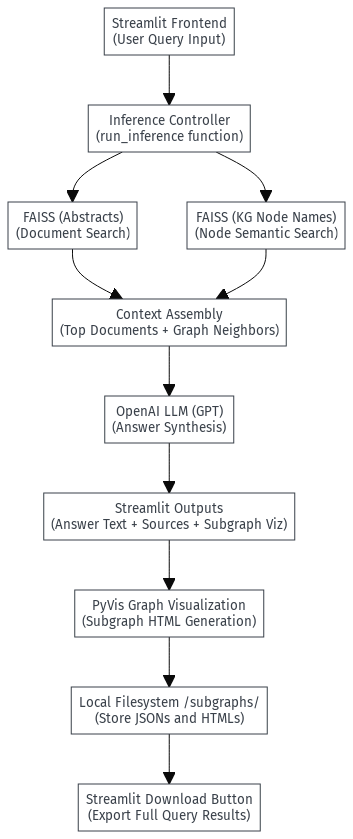 Streamlit Frontend
(User Query Input)
Inference Controller
(run_inference function)
FAISS (Abstracts)
(Document Search)
FAISS (KG Node Names)
(Node Semantic Search)
Context Assembly
(Top Documents + Graph Neighbors)
OpenAI LLM (GPT)
(Answer Synthesis)
Streamlit Outputs
(Answer Text + Sources + Subgraph Viz)
PyVis Graph Visualization
(Subgraph HTML Generation)
Local Filesystem /subgraphs/
(Store JSONs and HTMLs)
Streamlit Download Button
(Export Full Query Results)